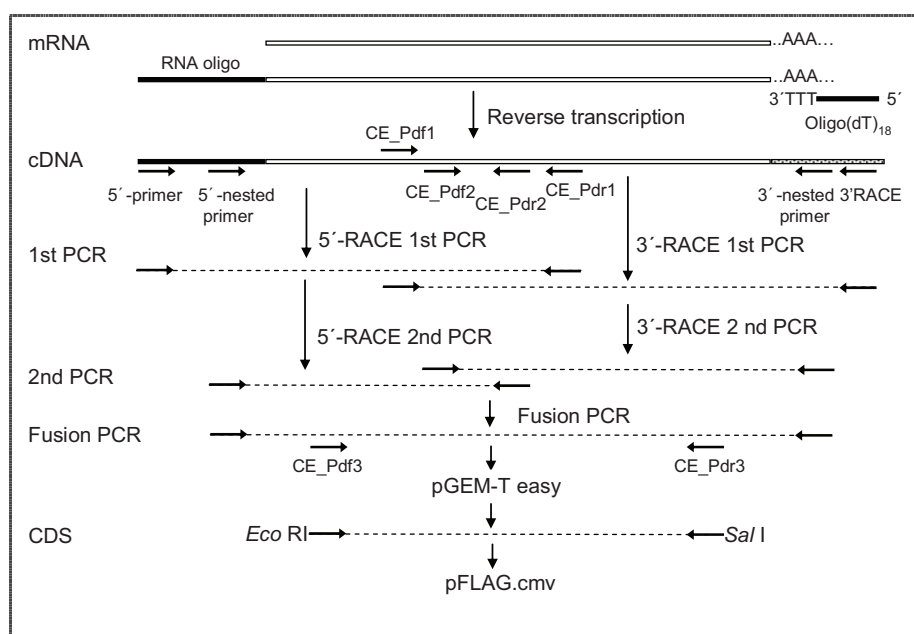 mRNA
..AAA…
RNA oligo
..AAA…
3´TTT 5´
Oligo(dT)18
Reverse transcription
CE_Pdf1
cDNA
5´-primer
5´-nested primer
CE_Pdf2
CE_Pdr2
CE_Pdr1
3´-nested primer
3'RACE
1st PCR
5´-RACE 1st PCR
3´-RACE 1st PCR
5´-RACE 2nd PCR
3´-RACE 2 nd PCR
2nd PCR
Fusion PCR
Fusion PCR
CE_Pdf3
CE_Pdr3
pGEM-T easy
CDS
Eco RI
Sal I
pFLAG.cmv